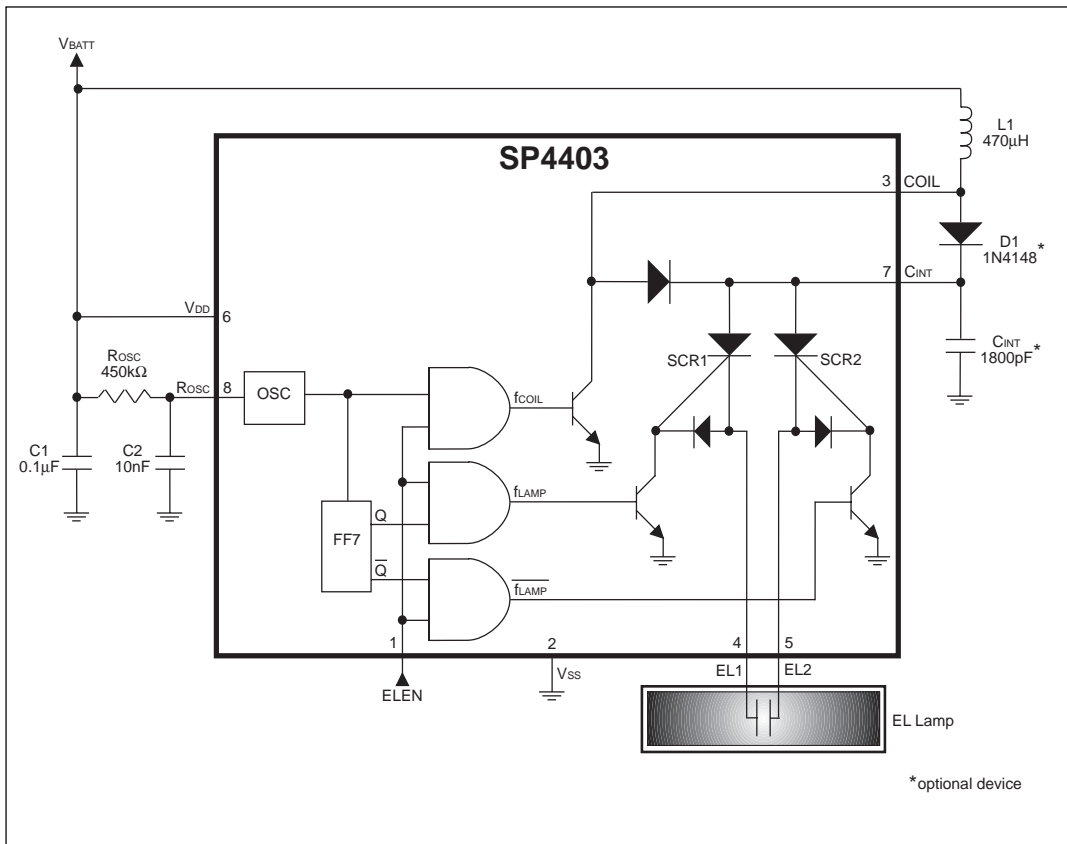 VBATT
L1
470µH
SP4403
3 COIL
D1
1N4148*
7 CINT
VDD
6
SCR1
SCR2
CINT*
1800pF
ROSC
450kΩ
ROSC
8
OSC
fCOIL
C1
0.1µF
C2
10nF
fLAMP
Q
FF7
Q̅
f̅L̅A̅M̅P̅
1
2
4
5
VSS
EL1
EL2
ELEN
EL Lamp
*optional device